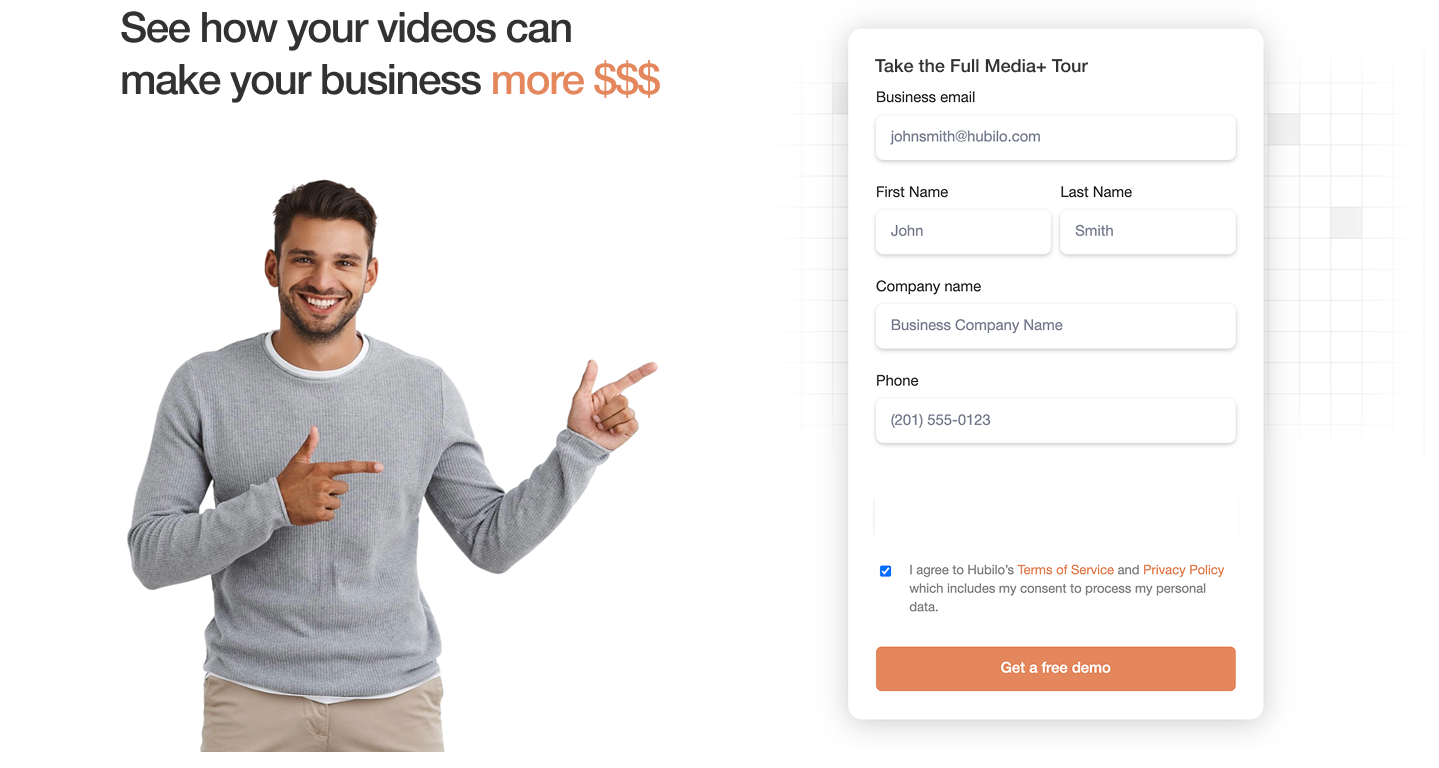 See how your videos can
make your business more $$$
Take the Full Media+ Tour
Business email
johnsmith@hubilo.com
First Name
Last Name
John
Smith
Company name
Business Company Name
Phone
(201) 555-0123
I agree to Hubilo’s Terms of Service and Privacy Policy
which includes my consent to process my personal
data.
Get a free demo